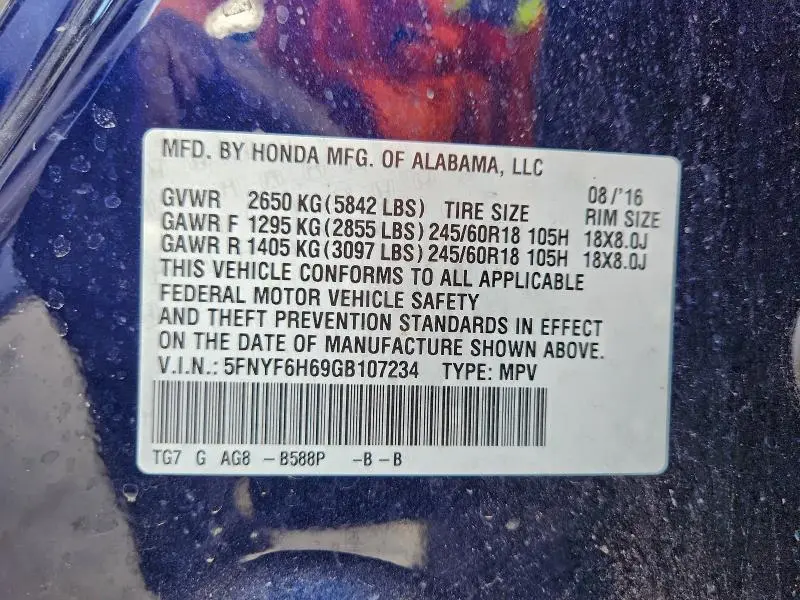 MFD. BY HONDA MFG. OF ALABAMA, LLC
08/'16
GVWR 2650 KG(5842 LBS) TIRE SIZE RIM SIZE
GAWR F 1295 KG(2855 LBS) 245/60R18 105H 18X8.0J
GAWR R 1405 KG(3097 LBS) 245/60R18 105H 18X8.0J
THIS VEHICLE CONFORMS TO ALL APPLICABLE
FEDERAL MOTOR VEHICLE SAFETY
AND THEFT PREVENTION STANDARDS IN EFFECT
ON THE DATE OF MANUFACTURE SHOWN ABOVE.
V.I.N.: 5FNYF6H69GB107234 TYPE: MPV
TG7 G AG8 -B588P -B-B